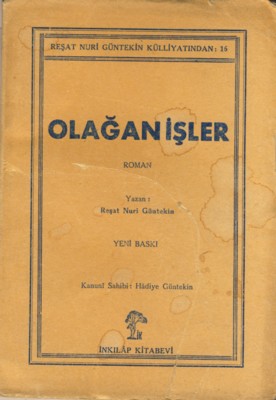 REŞAT NURİ GÜNTEKİN KÜLLİYATINDAN: 16
OLAĞAN İŞLER
ROMAN
Yazan :
Reşat Nuri Güntekin
YENİ BASKI
Kanunî Sahibi: Hâdiye Güntekin
İNKILÂP KİTABEVİ